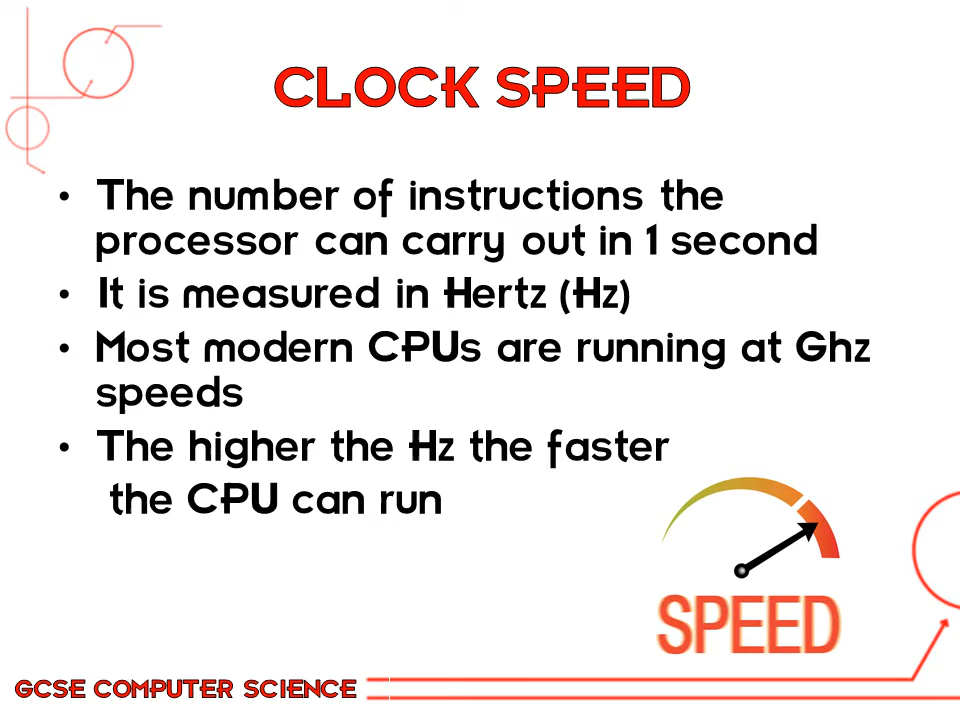 CLOCK SPEED
• The number of instructions the
processor can carry out in 1 second
• It is measured in Hertz (Hz)
• Most modern CPUs are running at Ghz
speeds
• The higher the Hz the faster
the CPU can run
SPEED
GCSE COMPUTER SCIENCE